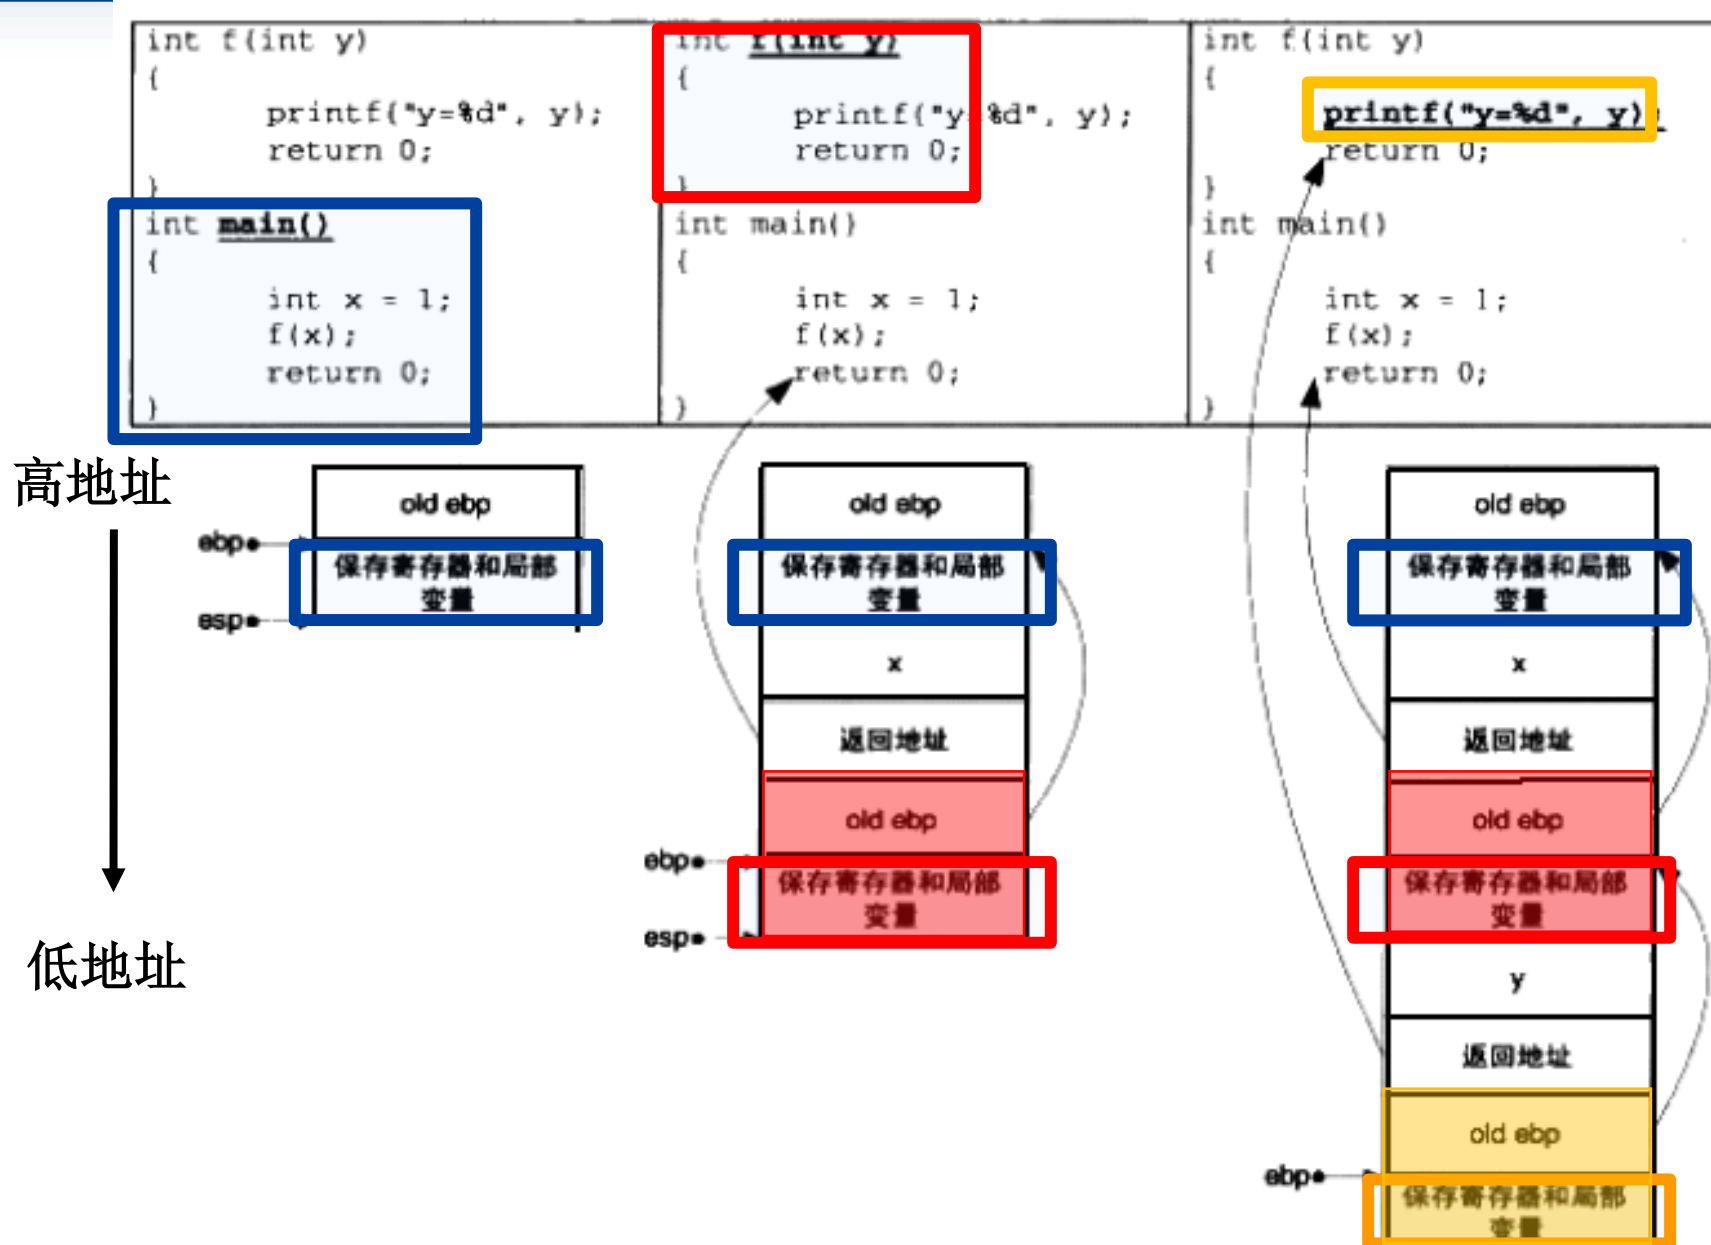 int f(int y)
{
printf("y=%d", y);
return 0;
}
int main()
{
int x = 1;
f(x);
return 0;
}
int f(int y)
{
printf("y=%d", y);
return 0;
}
int main()
{
int x = 1;
f(x);
return 0;
}
int f(int y)
{
printf("y=%d", y);
return 0;
}
int main()
{
int x = 1;
f(x);
return 0;
}
高地址
低地址
old ebp
ebp
保存寄存器和局部
变量
esp
old ebp
保存寄存器和局部
变量
x
返回地址
old ebp
ebp
保存寄存器和局部
变量
esp
old ebp
保存寄存器和局部
变量
x
返回地址
old ebp
保存寄存器和局部
变量
y
返回地址
old ebp
ebp
保存寄存器和局部
变量